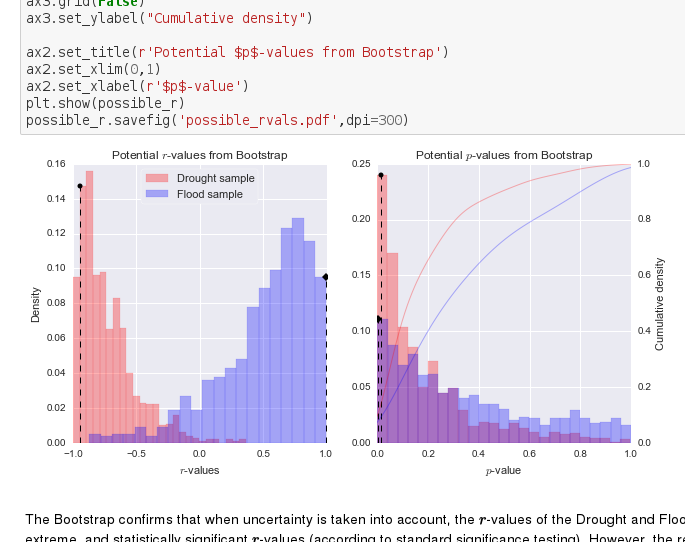 ax3.grid(False)
ax3.set_ylabel("Cumulative density")
ax2.set_title(r'Potential $p$-values from Bootstrap')
ax2.set_xlim(0,1)
ax2.set_xlabel(r'$p$-value')
plt.show(possible_r)
possible_r.savefig('possible_rvals.pdf',dpi=300)
Potential r-values from Bootstrap
Drought sample
Flood sample
0.16
0.14
0.12
0.10
0.08
0.06
0.04
0.02
0.00
Density
−1.0 −0.5 0.0 0.5 1.0
r-values
Potential p-values from Bootstrap
0.25
0.20
0.15
0.10
0.05
0.00
0.0 0.2 0.4 0.6 0.8 1.0
p-value
1.0
0.8
0.6
0.4
0.2
0.0
Cumulative density
The Bootstrap confirms that when uncertainty is taken into account, the r-values of the Drought and
extreme, and statistically significant r-values (according to standard significance testing). However, the